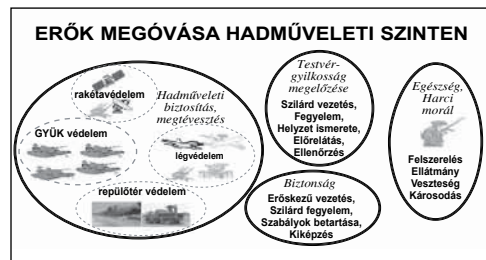 ERŐK MEGÓVÁSA HADMŰVELETI SZINTEN
rakétavédelem
Hadműveleti
biztosítás,
megtévesztés
GYÜK védelem
légvédelem
repülőtér védelem
Testvér-
gyilkosság
megelőzése
Szilárd vezetés,
Fegyelem,
Helyzet ismerete,
Előrelátás,
Ellenőrzés
Biztonság
Erőskezű vezetés,
Szilárd fegyelem,
Szabályok betartása,
Kiképzés
Egészség,
Harci
morál
Felszerelés
Ellátmány
Veszteség
Károsodás